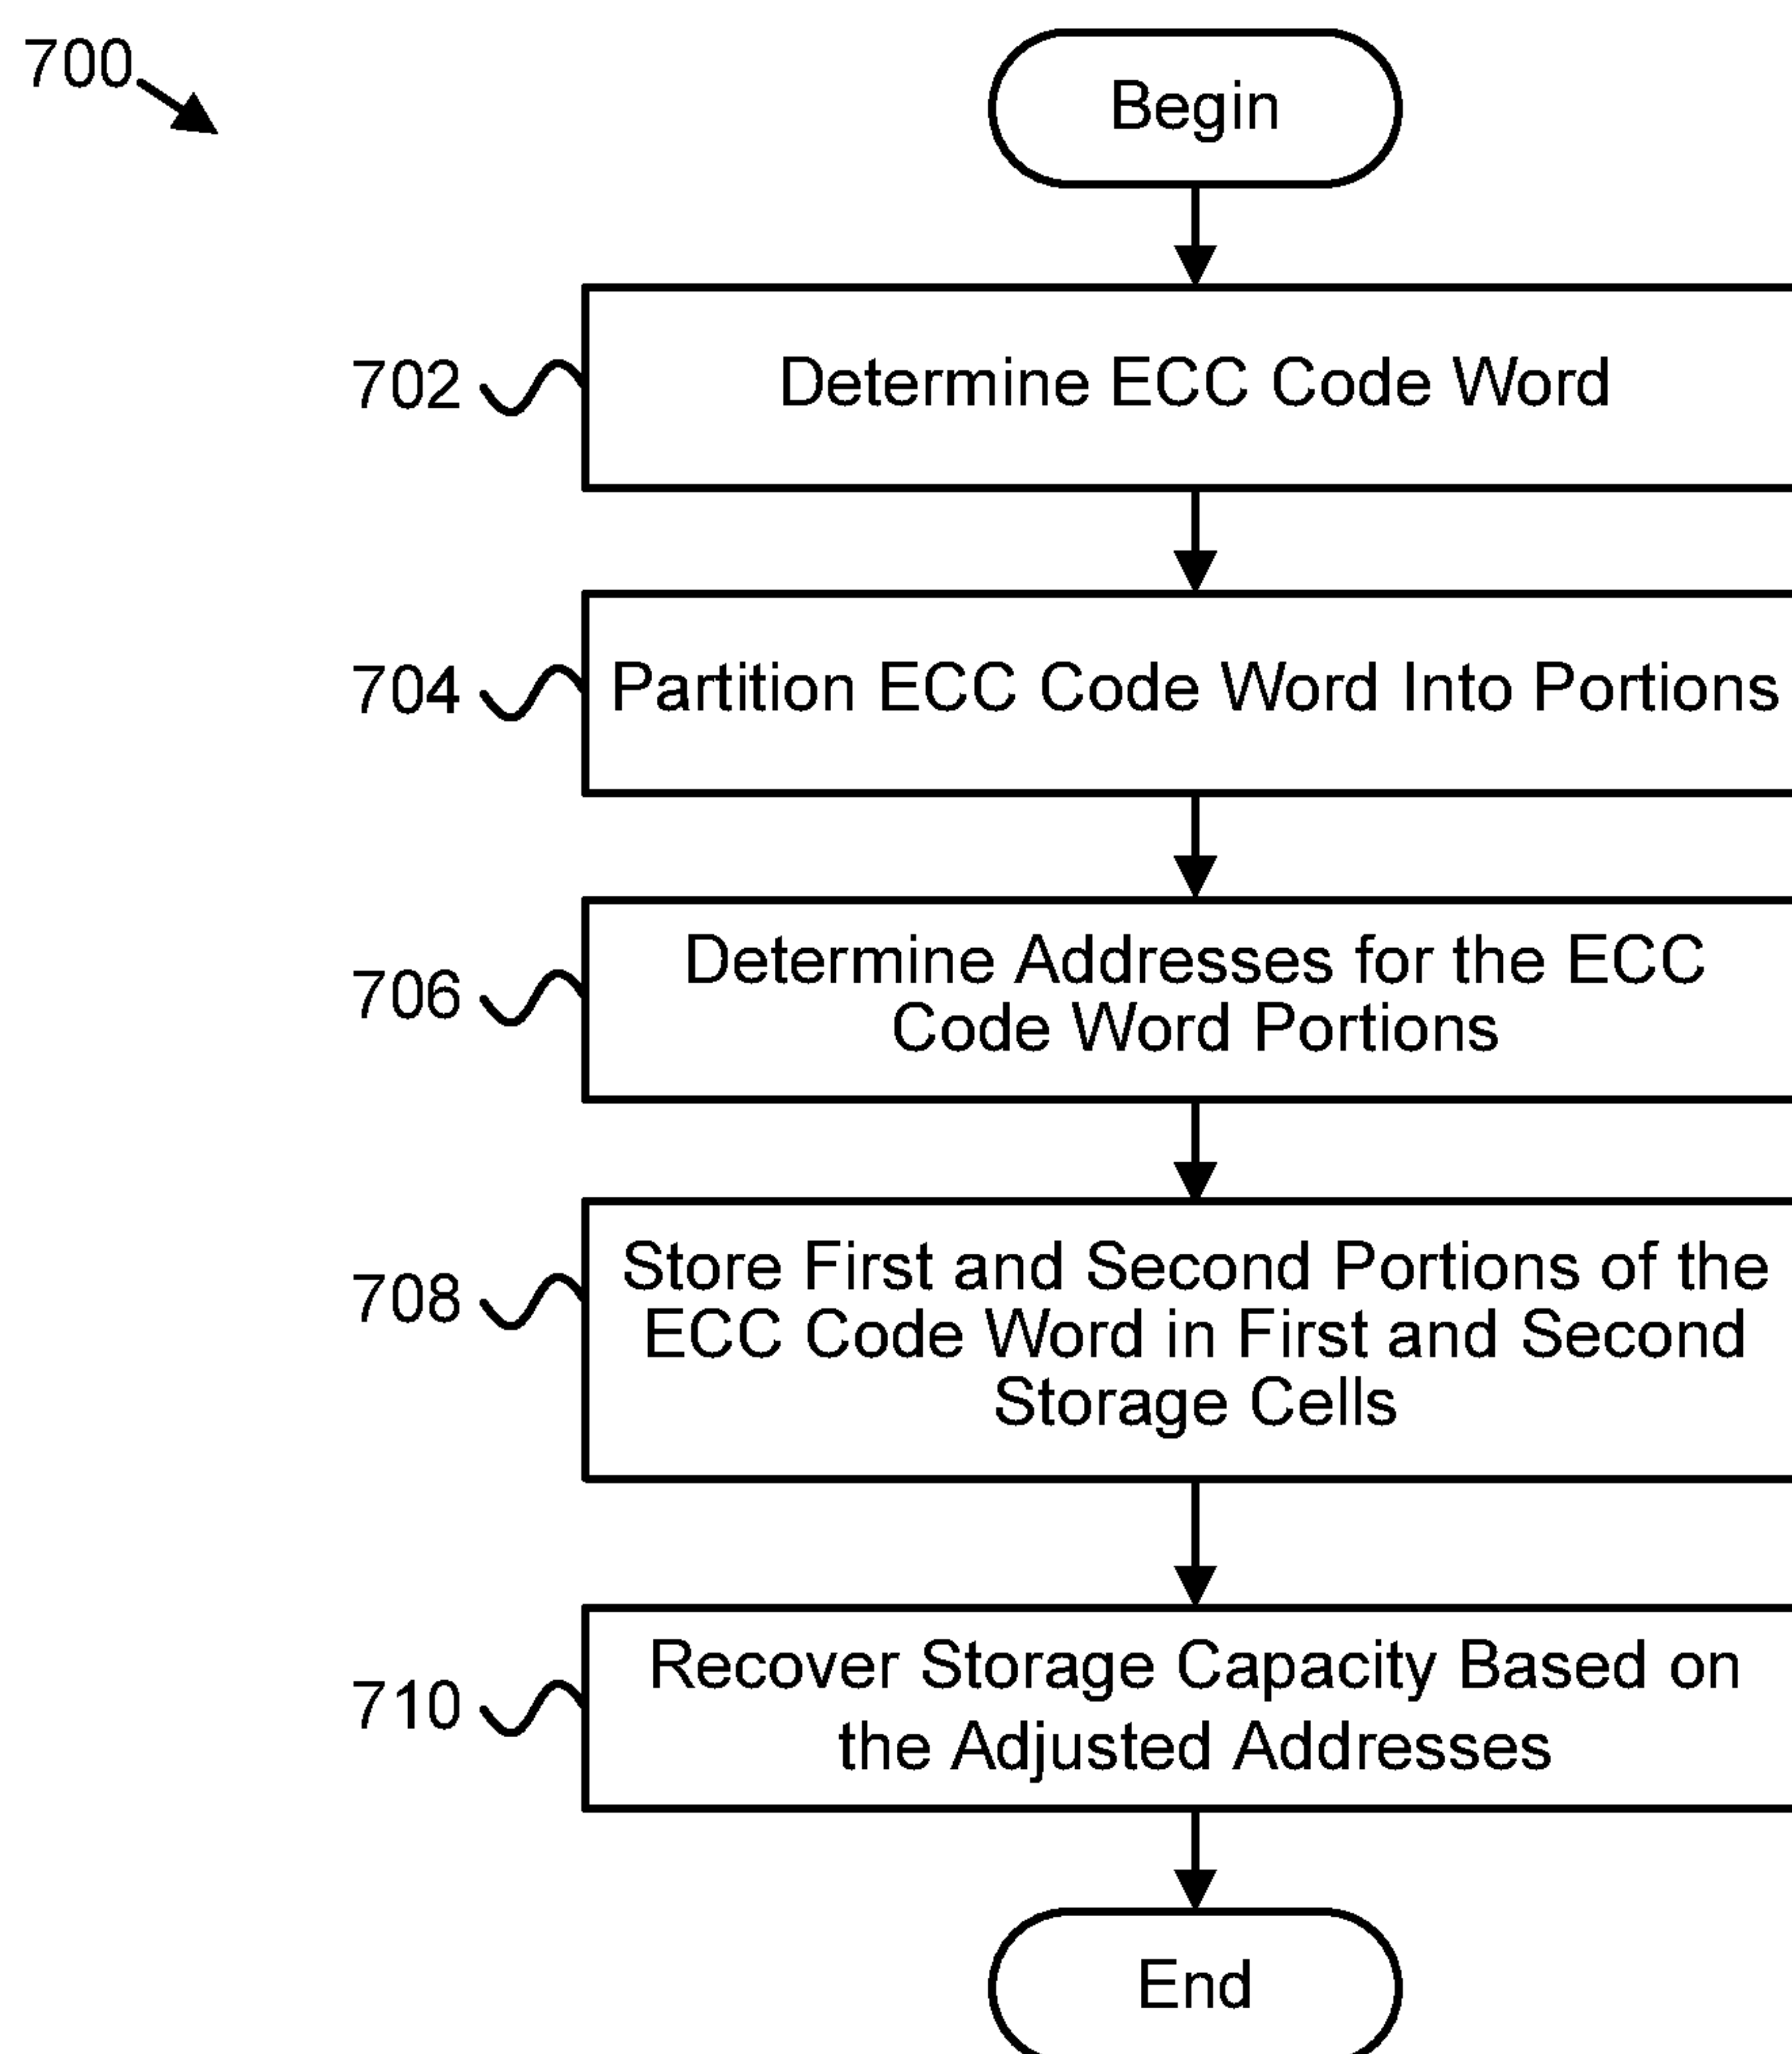 700
Begin
702
Determine ECC Code Word
704
Partition ECC Code Word Into Portions
706
Determine Addresses for the ECC
Code Word Portions
708
Store First and Second Portions of the
ECC Code Word in First and Second
Storage Cells
710
Recover Storage Capacity Based on
the Adjusted Addresses
End